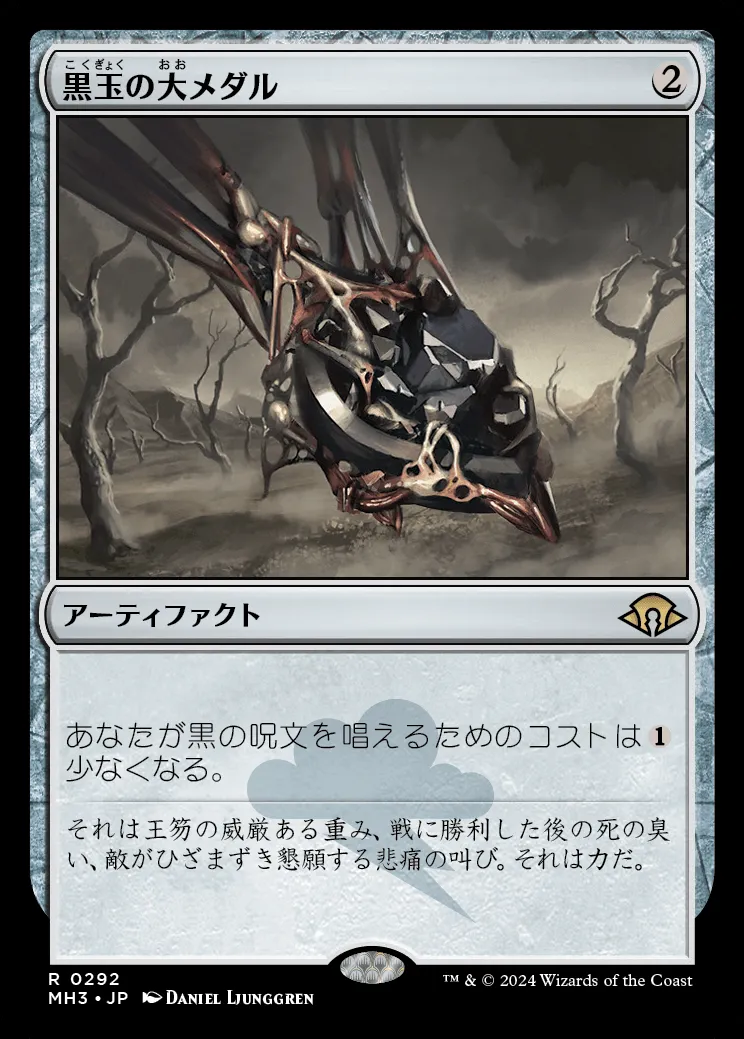 こくぎょく おお
黒玉の大メダル 2
アーティファクト
あなたが黒の呪文を唱えるためのコストは1
少なくなる。
それは王笏の威厳ある重み、戦に勝利した後の死の臭
い、敵がひざまずき懇願する悲痛の叫び。それは力だ。
R 0292
MH3 • JP DANIEL LJUNGGREN
™ & © 2024 Wizards of the Coast